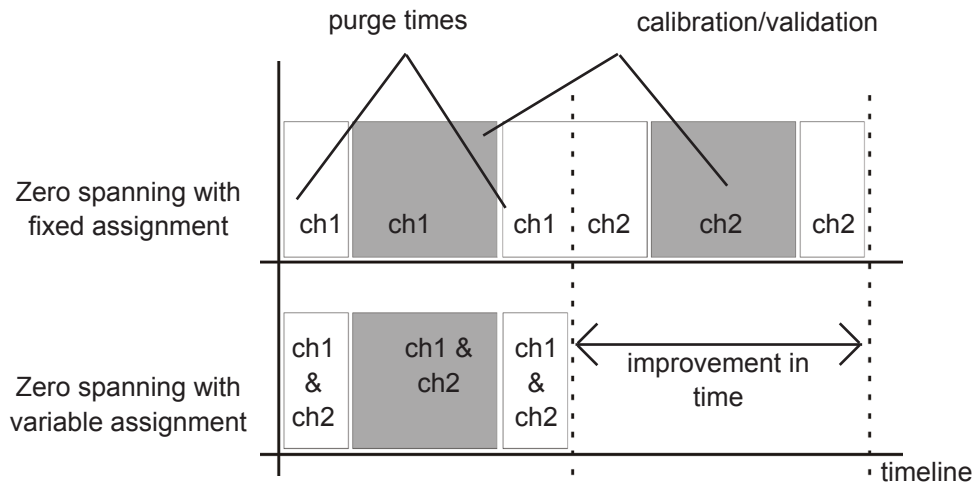 purge times
calibration/validation
Zero spanning with
fixed assignment
ch1
ch1
ch1
ch2
ch2
ch2
Zero spanning with
variable assignment
ch1
&
ch2
ch1 &
ch2
ch1
&
ch2
improvement in
time
timeline